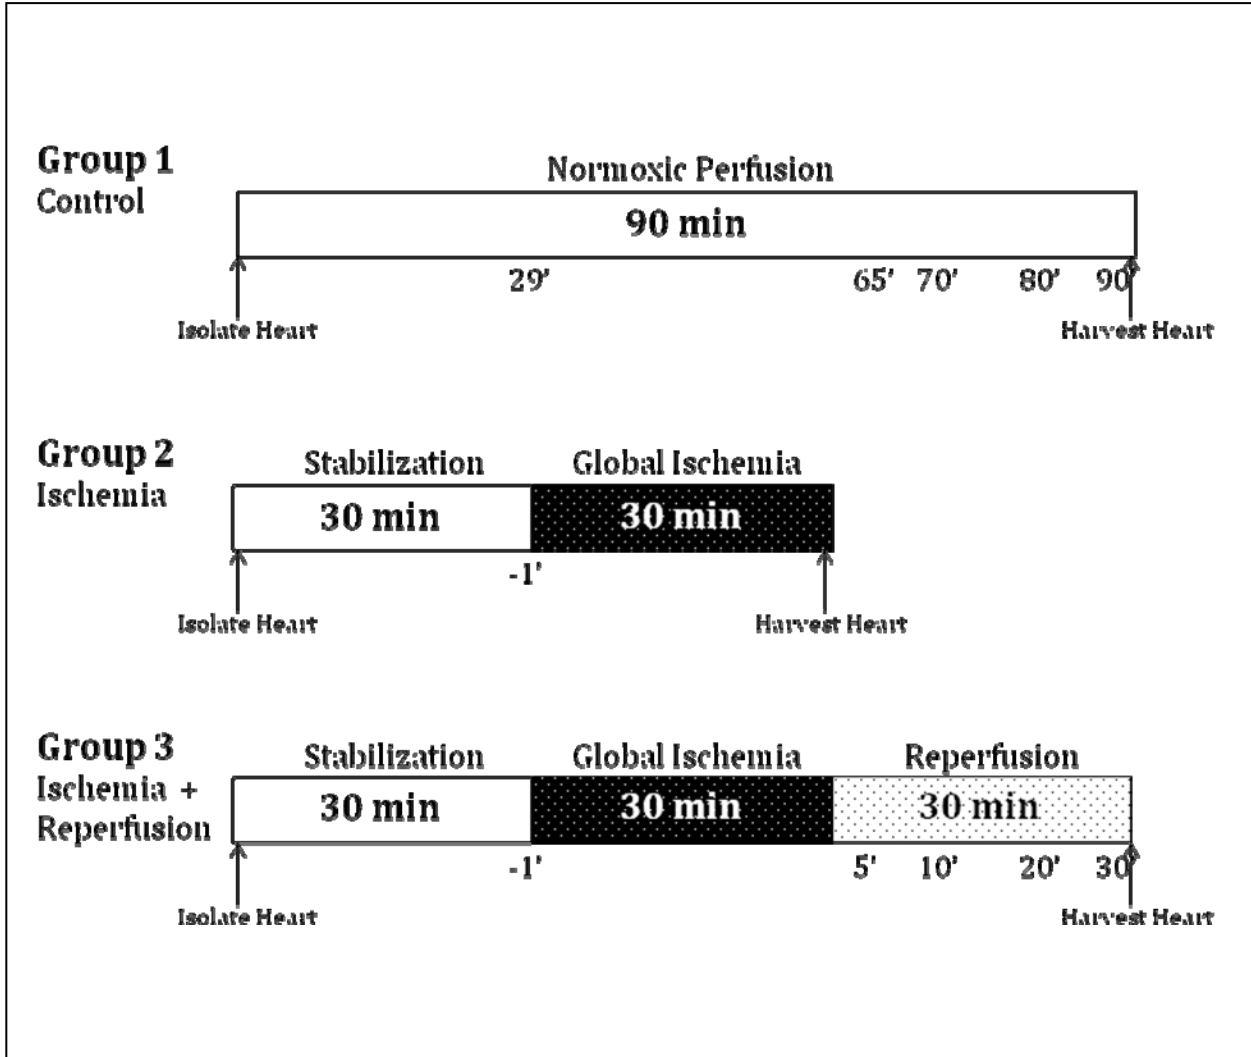 Group 1
Control
Normoxic Perfusion
90 min
29' 65' 70' 80' 90'
Isolate Heart Harvest Heart
Group 2
Ischemia
Stabilization Global Ischemia
30 min 30 min
-1'
Isolate Heart Harvest Heart
Group 3
Ischemia +
Reperfusion
Stabilization Global Ischemia Reperfusion
30 min 30 min 30 min
-1' 5' 10' 20' 30'
Isolate Heart Harvest Heart